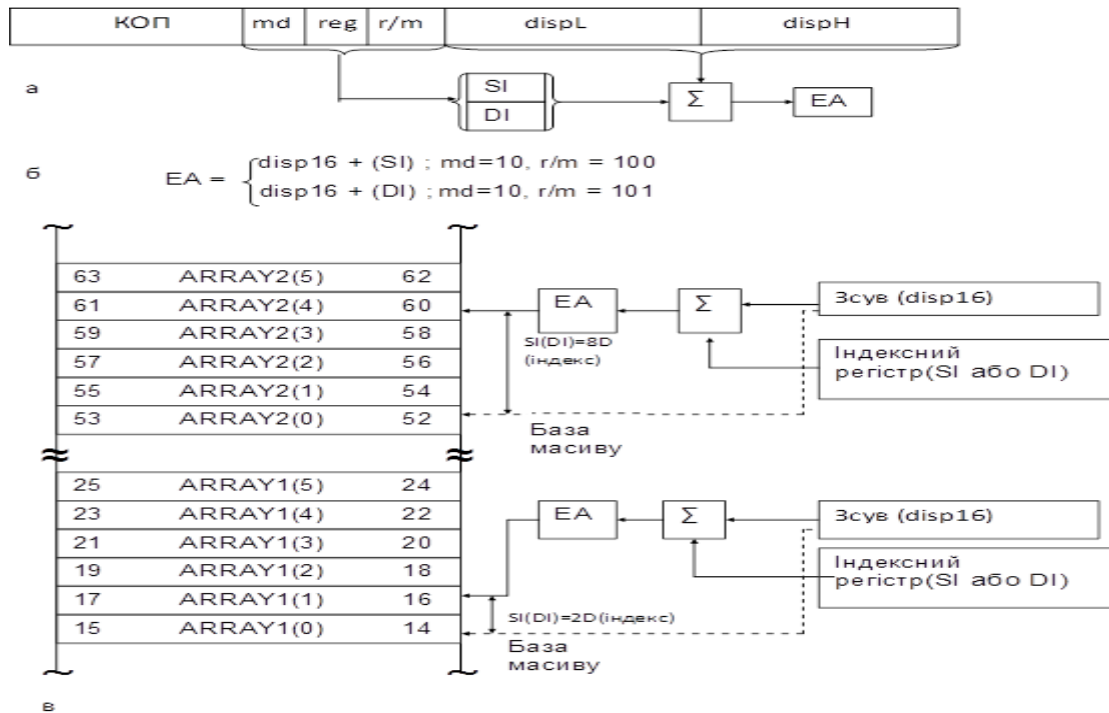 КОП md reg r/m dispL dispH
а
SI
DI
Σ
EA
б
EA =
disp16 + (SI) ; md=10, r/m = 100
disp16 + (DI) ; md=10, r/m = 101
63 ARRAY2(5) 62
61 ARRAY2(4) 60
59 ARRAY2(3) 58
57 ARRAY2(2) 56
55 ARRAY2(1) 54
53 ARRAY2(0) 52
EA
Σ
Зсув (disp16)
SI(DI)=8D
(індекс)
Індексний
регістр(SI або DI)
База
масиву
25 ARRAY1(5) 24
23 ARRAY1(4) 22
21 ARRAY1(3) 20
19 ARRAY1(2) 18
17 ARRAY1(1) 16
15 ARRAY1(0) 14
EA
Σ
Зсув (disp16)
Індексний
регістр(SI або DI)
SI(DI)=2D(індекс)
База
масиву
в